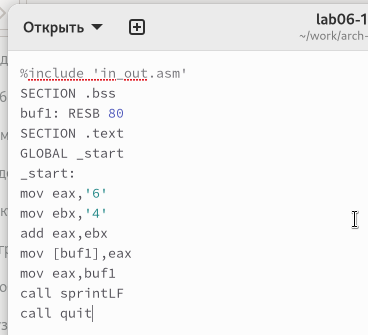 Открыть
lab06-1
~/work/arch-
%include 'in_out.asm'
SECTION .bss
buf1: RESB 80
SECTION .text
GLOBAL _start
_start:
mov eax,'6'
mov ebx,'4'
add eax,ebx
mov [buf1],eax
mov eax,buf1
call sprintLF
call quit